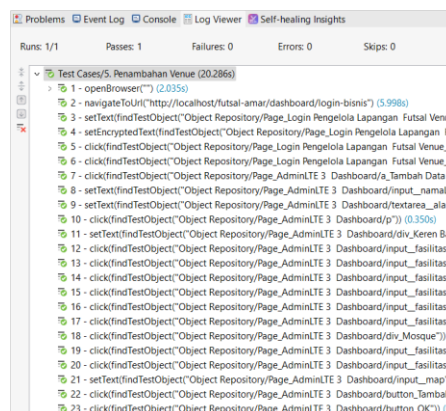 Problems Event Log Console Log Viewer Self-healing Insights
Runs: 1/1 Passes: 1 Failures: 0 Errors: 0 Skips: 0
Test Cases/5. Penambahan Venue (20.286s)
1 - openBrowser("") (2.035s)
2 - navigateToUrl("http://localhost/futsal-amar/dashboard/login-bisnis") (5.998s)
3 - setText(findTestObject("Object Repository/Page_Login Pengelola Lapangan Futsal Ven
4 - setEncryptedText(findTestObject("Object Repository/Page_Login Pengelola Lapangan
5 - click(findTestObject("Object Repository/Page_Login Pengelola Lapangan Futsal Venue_
6 - click(findTestObject("Object Repository/Page_Login Pengelola Lapangan Futsal Venue_
7 - click(findTestObject("Object Repository/Page_AdminLTE 3 Dashboard/a_Tambah Data
8 - setText(findTestObject("Object Repository/Page_AdminLTE 3 Dashboard/input__namal
9 - setText(findTestObject("Object Repository/Page_AdminLTE 3 Dashboard/textarea__ala
10 - click(findTestObject("Object Repository/Page_AdminLTE 3 Dashboard/p")) (0.350s)
11 - setText(findTestObject("Object Repository/Page_AdminLTE 3 Dashboard/div_Keren B
12 - click(findTestObject("Object Repository/Page_AdminLTE 3 Dashboard/input__fasilitas
13 - click(findTestObject("Object Repository/Page_AdminLTE 3 Dashboard/input__fasilitas
14 - click(findTestObject("Object Repository/Page_AdminLTE 3 Dashboard/input__fasilitas
15 - click(findTestObject("Object Repository/Page_AdminLTE 3 Dashboard/input__fasilitas
16 - click(findTestObject("Object Repository/Page_AdminLTE 3 Dashboard/input__fasilitas
17 - click(findTestObject("Object Repository/Page_AdminLTE 3 Dashboard/input__fasilitas
18 - click(findTestObject("Object Repository/Page_AdminLTE 3 Dashboard/div_Mosque"))
19 - click(findTestObject("Object Repository/Page_AdminLTE 3 Dashboard/input__fasilitas
20 - click(findTestObject("Object Repository/Page_AdminLTE 3 Dashboard/input__fasilitas
21 - setText(findTestObject("Object Repository/Page_AdminLTE 3 Dashboard/input__map"
22 - click(findTestObject("Object Repository/Page_AdminLTE 3 Dashboard/button_Tambal
23 - click(findTestObject("Object Repository/Page_AdminLTE 3 Dashboard/button_OK"))